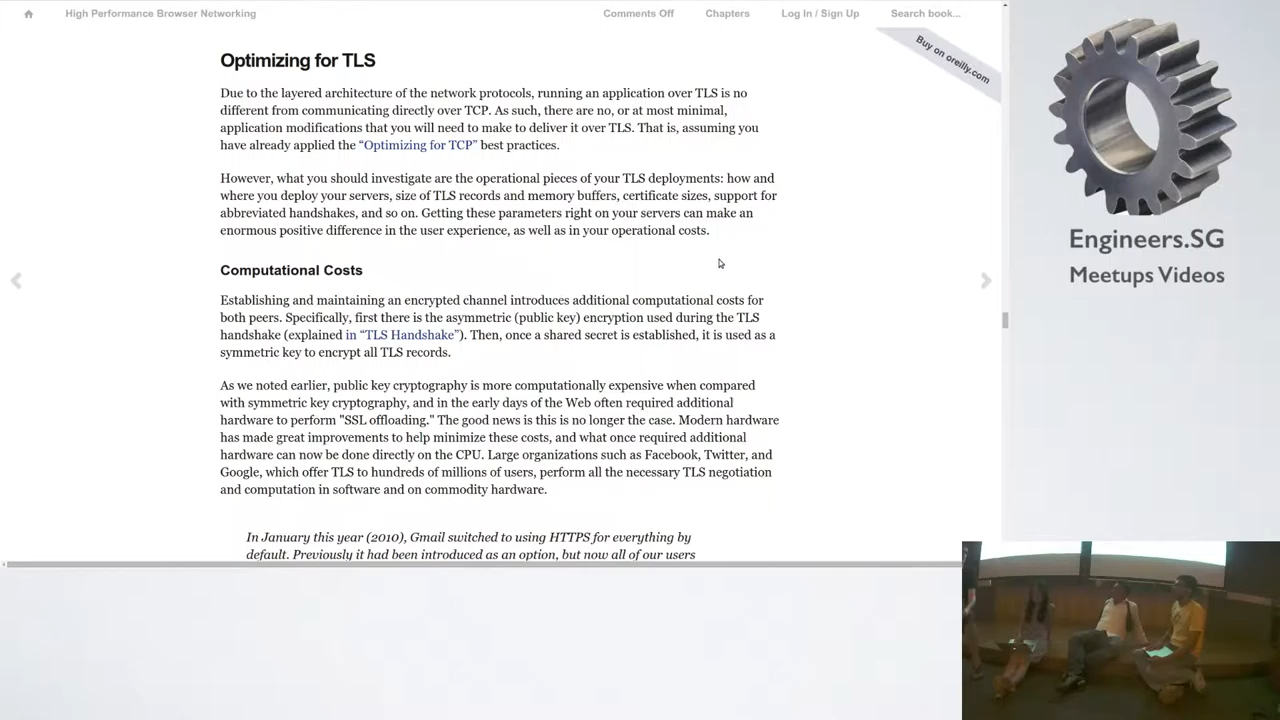 High Performance Browser Networking
Comments Off
Chapters
Log In / Sign Up
Search book...
Buy on oreilly.com
Optimizing for TLS
Due to the layered architecture of the network protocols, running an application over TLS is no
different from communicating directly over TCP. As such, there are no, or at most minimal,
application modifications that you will need to make to deliver it over TLS. That is, assuming you
have already applied the “Optimizing for TCP” best practices.
However, what you should investigate are the operational pieces of your TLS deployments: how and
where you deploy your servers, size of TLS records and memory buffers, certificate sizes, support for
abbreviated handshakes, and so on. Getting these parameters right on your servers can make an
enormous positive difference in the user experience, as well as in your operational costs.
Computational Costs
Establishing and maintaining an encrypted channel introduces additional computational costs for
both peers. Specifically, first there is the asymmetric (public key) encryption used during the TLS
handshake (explained in “TLS Handshake”). Then, once a shared secret is established, it is used as a
symmetric key to encrypt all TLS records.
As we noted earlier, public key cryptography is more computationally expensive when compared
with symmetric key cryptography, and in the early days of the Web often required additional
hardware to perform "SSL offloading." The good news is this is no longer the case. Modern hardware
has made great improvements to help minimize these costs, and what once required additional
hardware can now be done directly on the CPU. Large organizations such as Facebook, Twitter, and
Google, which offer TLS to hundreds of millions of users, perform all the necessary TLS negotiation
and computation in software and on commodity hardware.
In January this year (2010), Gmail switched to using HTTPS for everything by
default. Previously it had been introduced as an option, but now all of our users
Engineers.SG
Meetups Videos